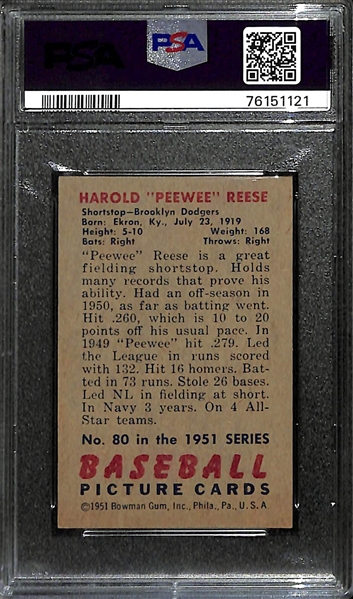 PSA
PSA
76151121
HAROLD "PEEWEE" REESE
Shortstop—Brooklyn Dodgers
Born: Ekron, Ky., July 23, 1919
Height: 5-10 Weight: 168
Bats: Right Throws: Right
"Peewee" Reese is a great
fielding shortstop. Holds
many records that prove his
ability. Had an off-season in
1950, as far as batting went.
Hit .260, which is 10 to 20
points off his usual pace. In
1949 "Peewee" hit .279. Led
the League in runs scored
with 132. Hit 16 homers. Bat-
ted in 73 runs. Stole 26 bases.
Led NL in fielding at short.
In Navy 3 years. On 4 All-
Star teams.
No. 80 in the 1951 SERIES
BASEBALL
PICTURE CARDS
©1951 Bowman Gum, Inc., Phila., Pa., U. S. A.